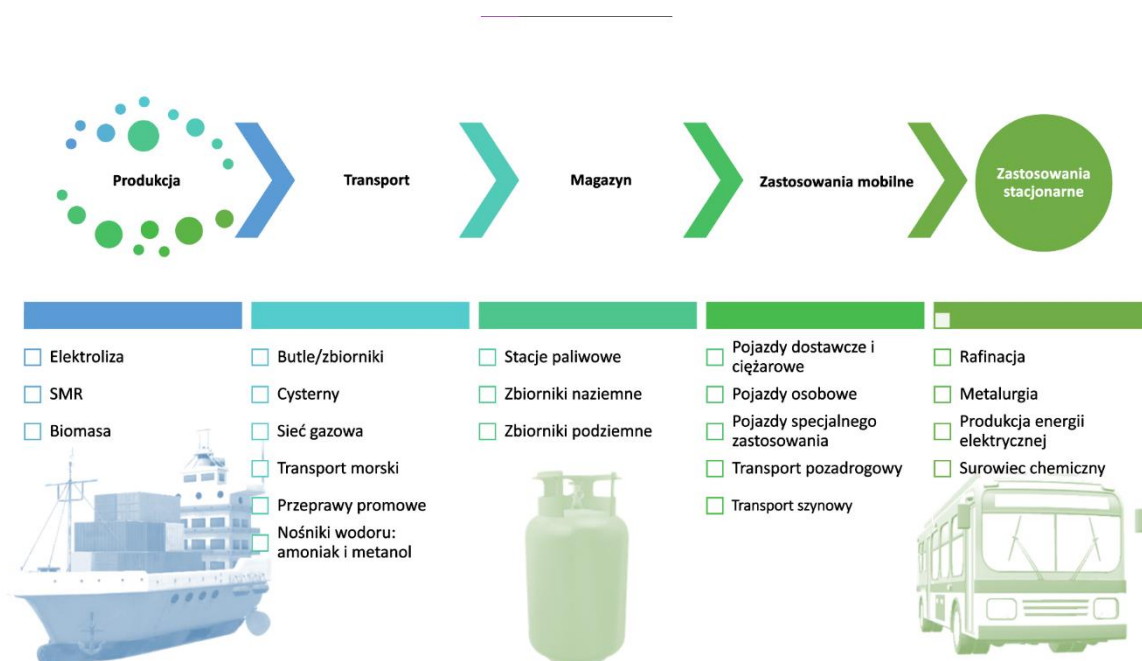 Produkcja
Transport
Magazyn
Zastosowania mobilne
Zastosowania
stacjonarne
Elektroliza
SMR
Biomasa
Butle/zbiorniki
Cysterny
Sieć gazowa
Transport morski
Przeprawy promowe
Nośniki wodoru:
amoniak i metanol
Stacje paliwowe
Zbiorniki naziemne
Zbiorniki podziemne
Pojazdy dostawcze i
ciężarowe
Pojazdy osobowe
Pojazdy specjalnego
zastosowania
Transport pozadrogowy
Transport szynowy
Rafinacja
Metalurgia
Produkcja energii
elektrycznej
Surowiec chemiczny